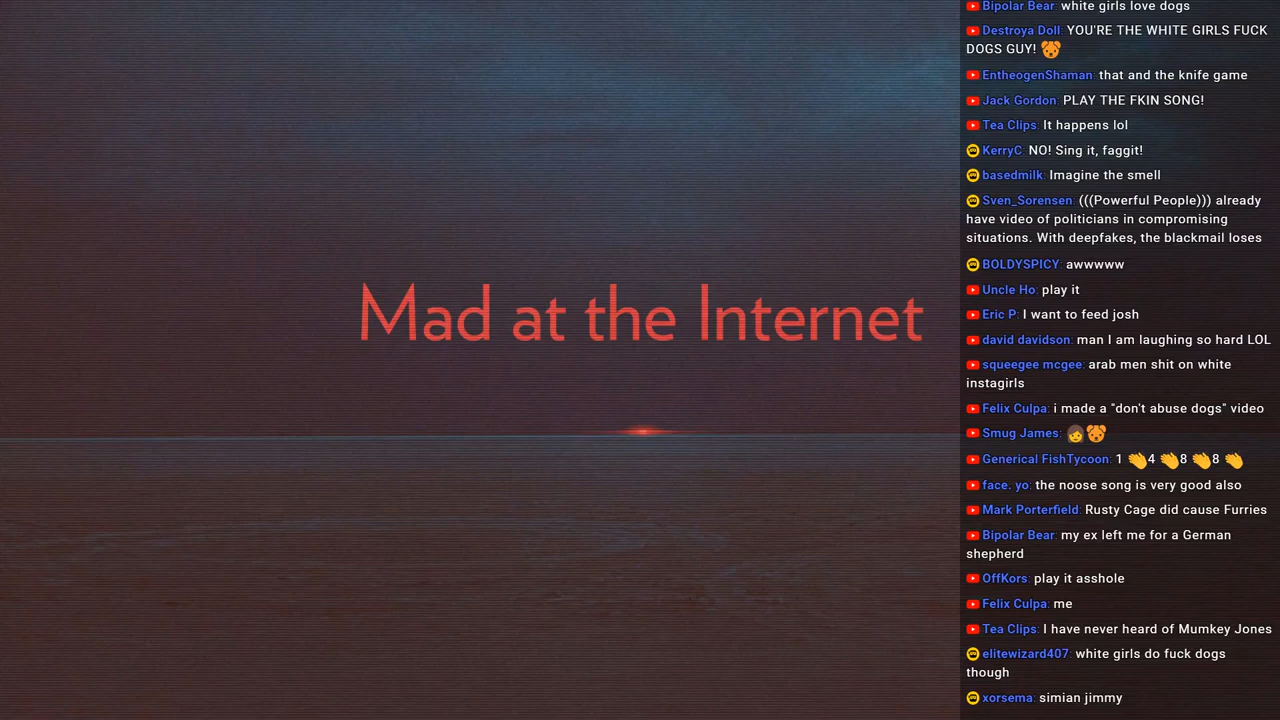 Mad at the Internet
Bipolar Bear: white girls love dogs
Destroya Doll: YOU'RE THE WHITE GIRLS FUCK
DOGS GUY! 🐶
EntheogenShaman: that and the knife game
Jack Gordon: PLAY THE FKIN SONG!
Tea Clips: It happens lol
KerryC: NO! Sing it, faggit!
basedmilk: Imagine the smell
Sven_Sorensen: (((Powerful People))) already
have video of politicians in compromising
situations. With deepfakes, the blackmail loses
BOLDYSPICY: awwwww
Uncle Ho: play it
Eric P: I want to feed josh
david davidson: man I am laughing so hard LOL
squeegee mcgee: arab men shit on white
instagirls
Felix Culpa: i made a "don't abuse dogs" video
Smug James: 👩🐶
Generical FishTycoon: 1 👏4 👏8 👏8 👏
face. yo: the noose song is very good also
Mark Porterfield: Rusty Cage did cause Furries
Bipolar Bear: my ex left me for a German
shepherd
OffKors: play it asshole
Felix Culpa: me
Tea Clips: I have never heard of Mumkey Jones
elitewizard407: white girls do fuck dogs
though
xorsema: simian jimmy